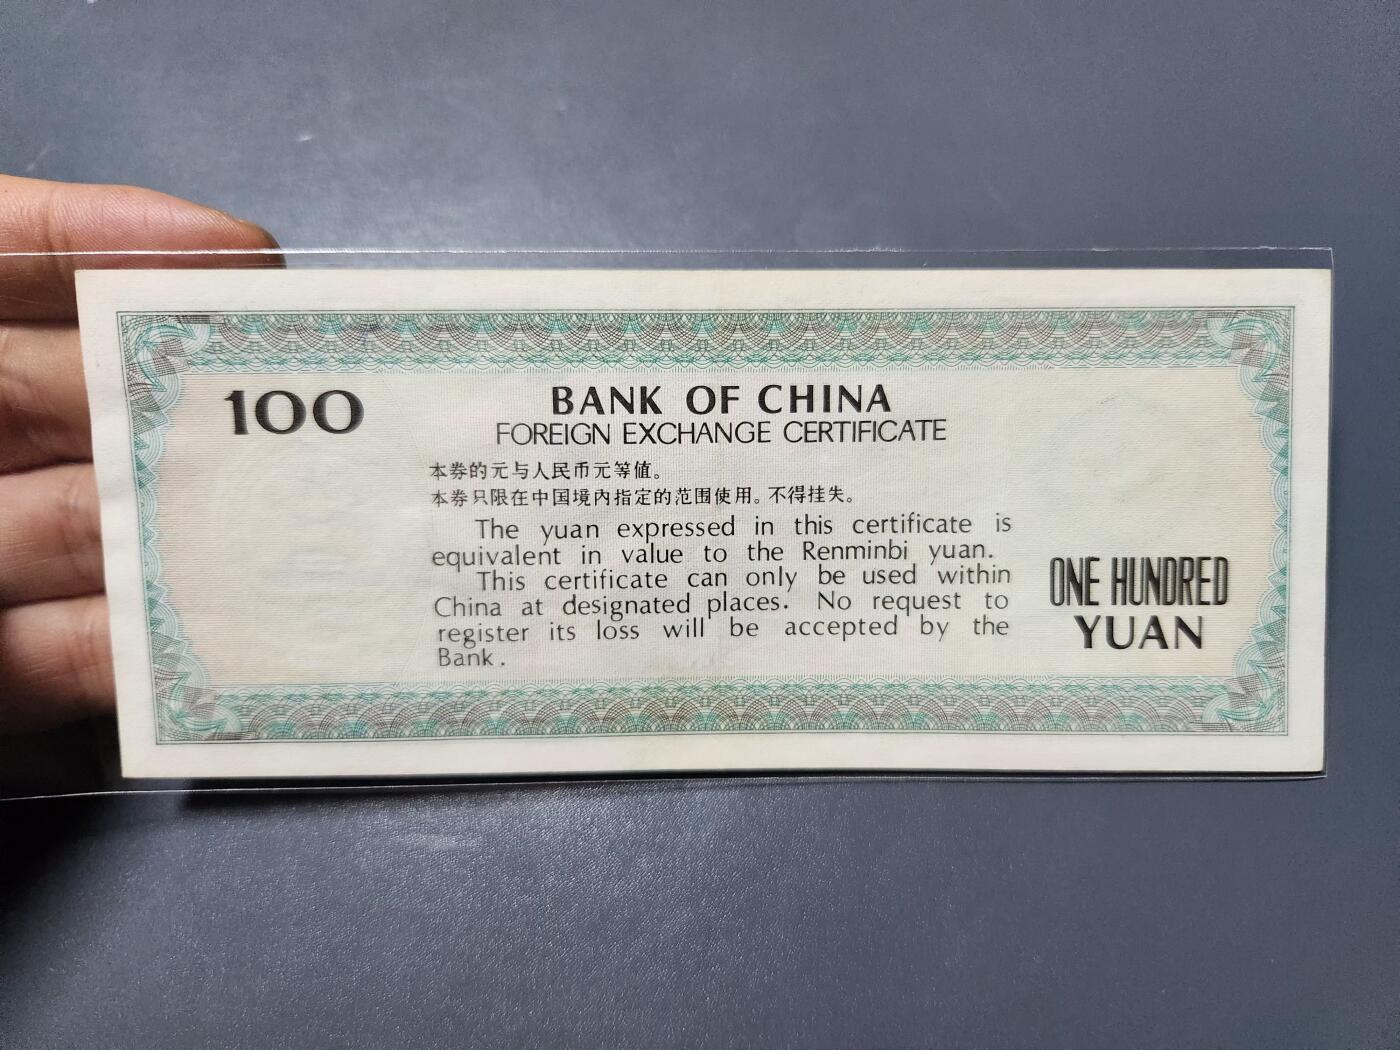 100
BANK OF CHINA
FOREIGN EXCHANGE CERTIFICATE
本券的元与人民币元等值。
本券只限在中国境内指定的范围使用。不得挂失。
The yuan expressed in this certificate is
equivalent in value to the Renminbi yuan.
This certificate can only be used within
China at designated places. No request to
register its loss will be accepted by the
Bank.
ONE HUNDRED
YUAN